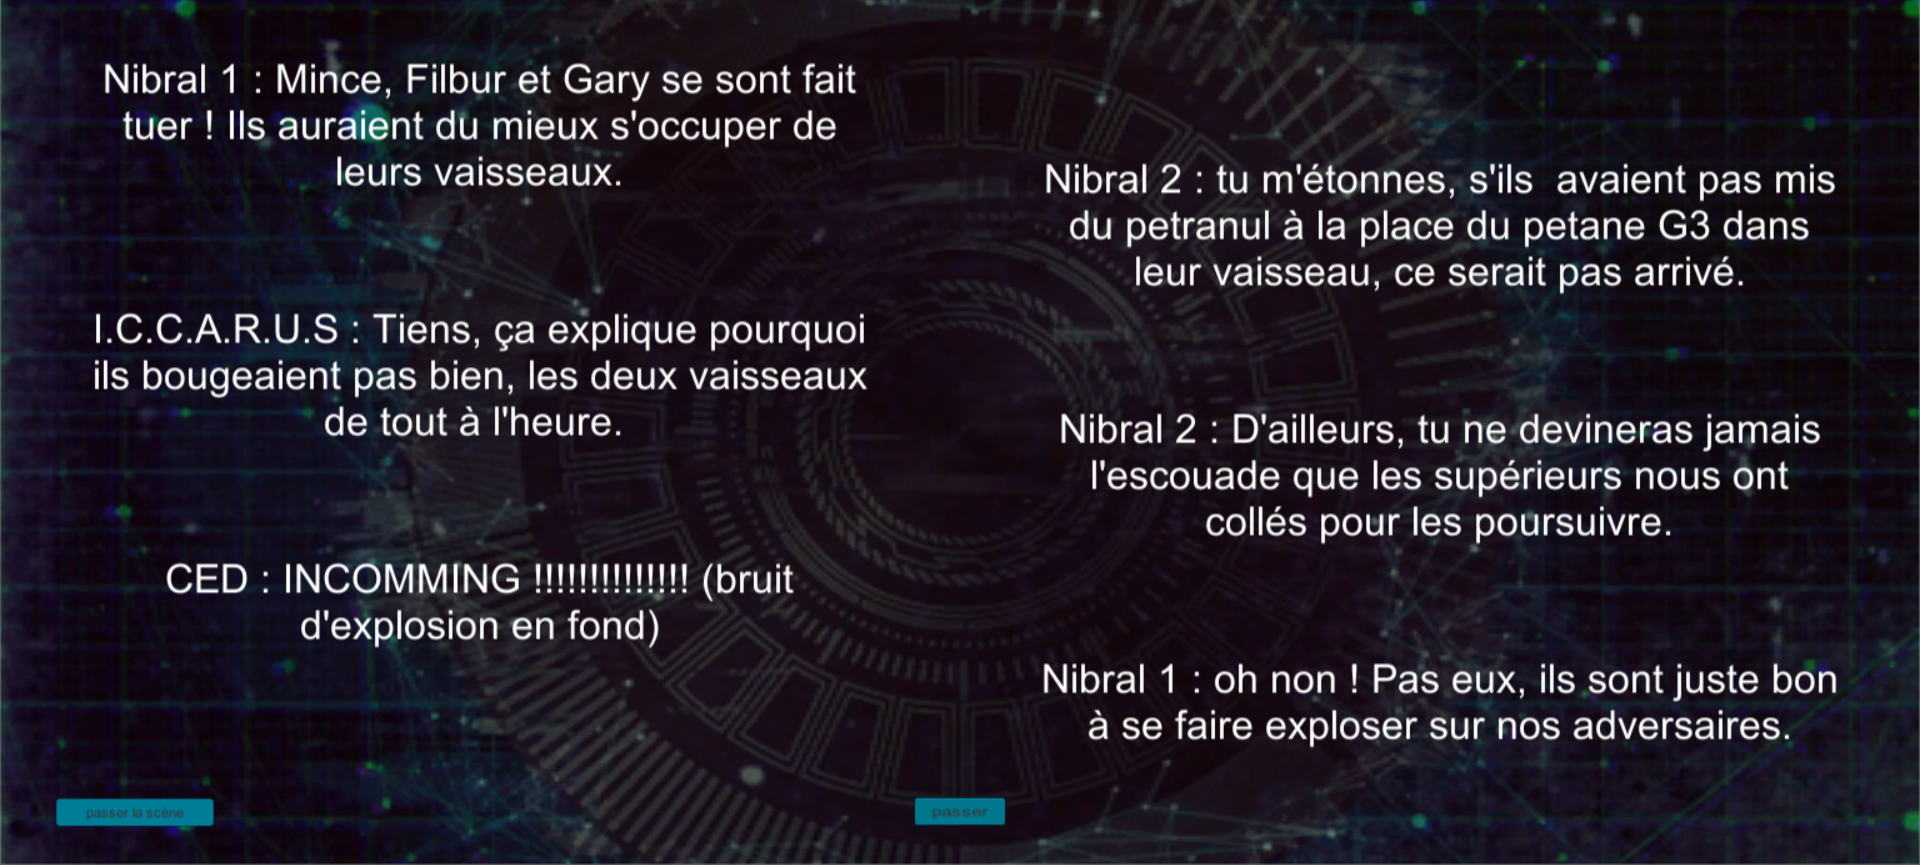 Nibral 1 : Mince, Filbur et Gary se sont fait
tuer ! Ils auraient du mieux s'occuper de
leurs vaisseaux.
Nibral 2 : tu m'étonnes, s'ils  avaient pas mis
du petranul à la place du petane G3 dans
leur vaisseau, ce serait pas arrivé.
I.C.C.A.R.U.S : Tiens, ça explique pourquoi
ils bougeaient pas bien, les deux vaisseaux
de tout à l'heure.
Nibral 2 : D'ailleurs, tu ne devineras jamais
l'escouade que les supérieurs nous ont
collés pour les poursuivre.
CED : INCOMMING !!!!!!!!!!!!!!! (bruit
d'explosion en fond)
Nibral 1 : oh non ! Pas eux, ils sont juste bon
à se faire exploser sur nos adversaires.
passer la scène
passer